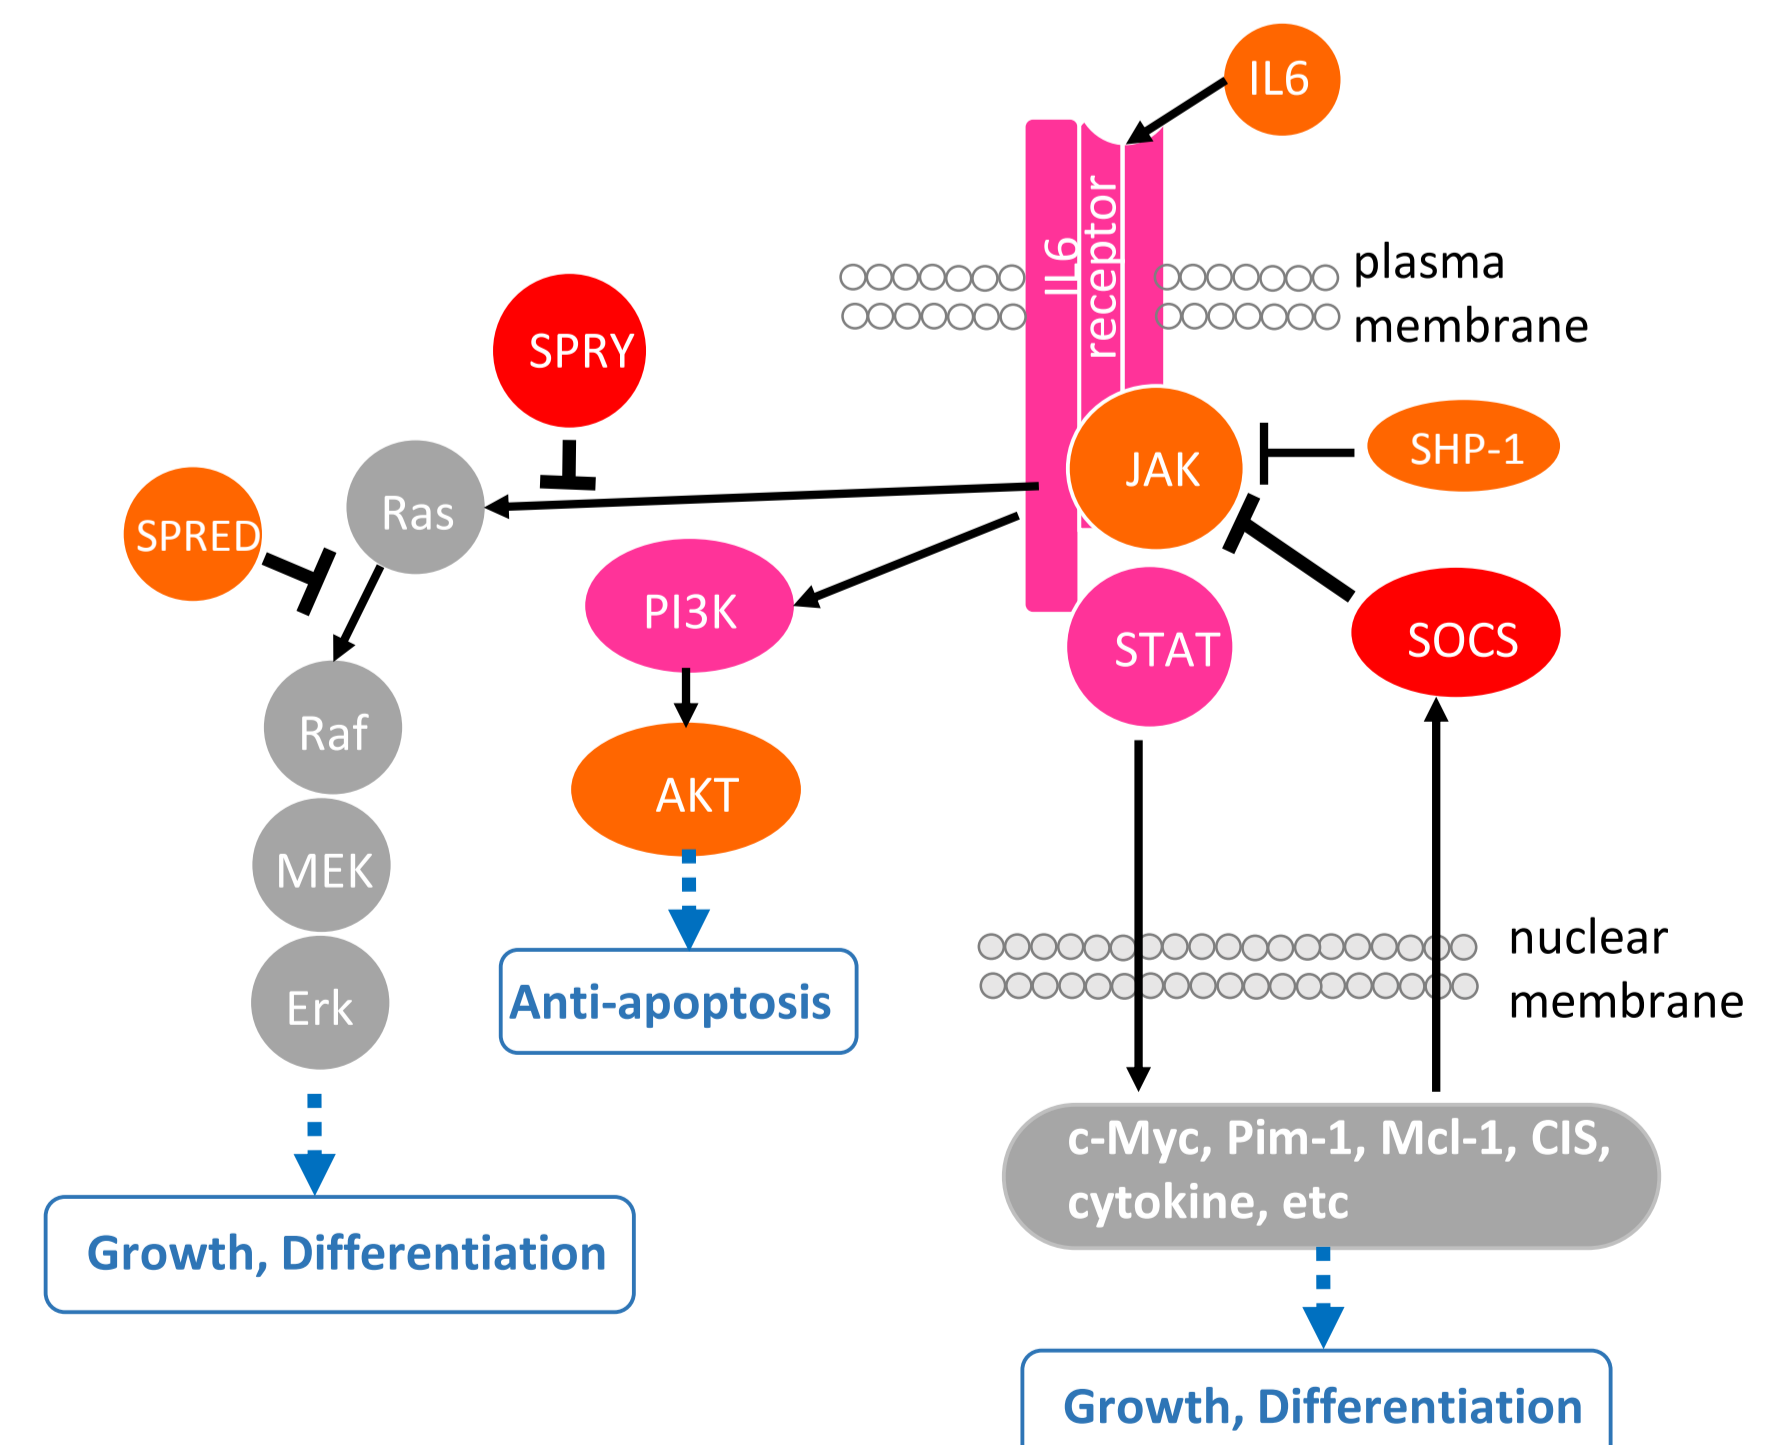 IL6
IL6
receptor
plasma
membrane
SPRY
SHP-1
JAK
Ras
SPRED
PI3K
STAT
SOCS
Raf
AKT
MEK
nuclear
membrane
Anti-apoptosis
Erk
c-Myc, Pim-1, Mcl-1, CIS,
cytokine, etc
Growth, Differentiation
Growth, Differentiation